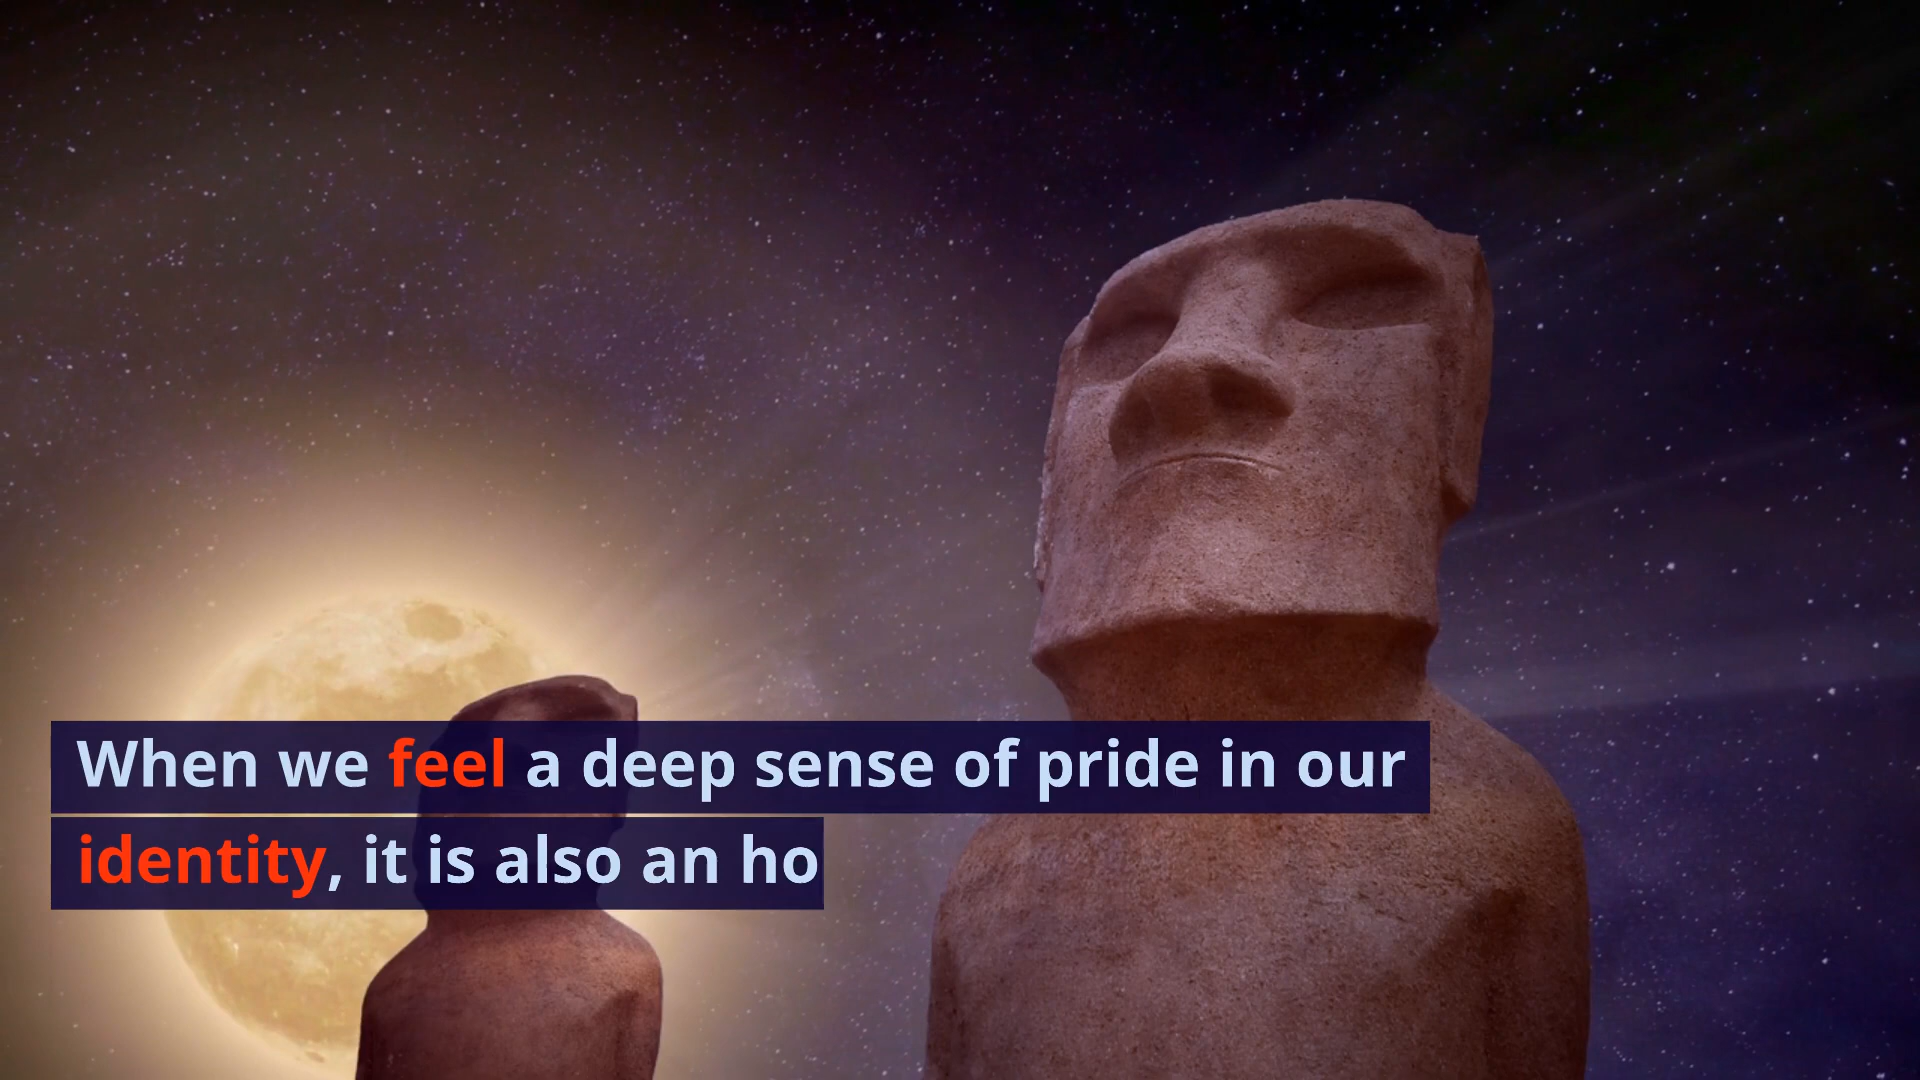 When we feel a deep sense of pride in our
identity, it is also an ho